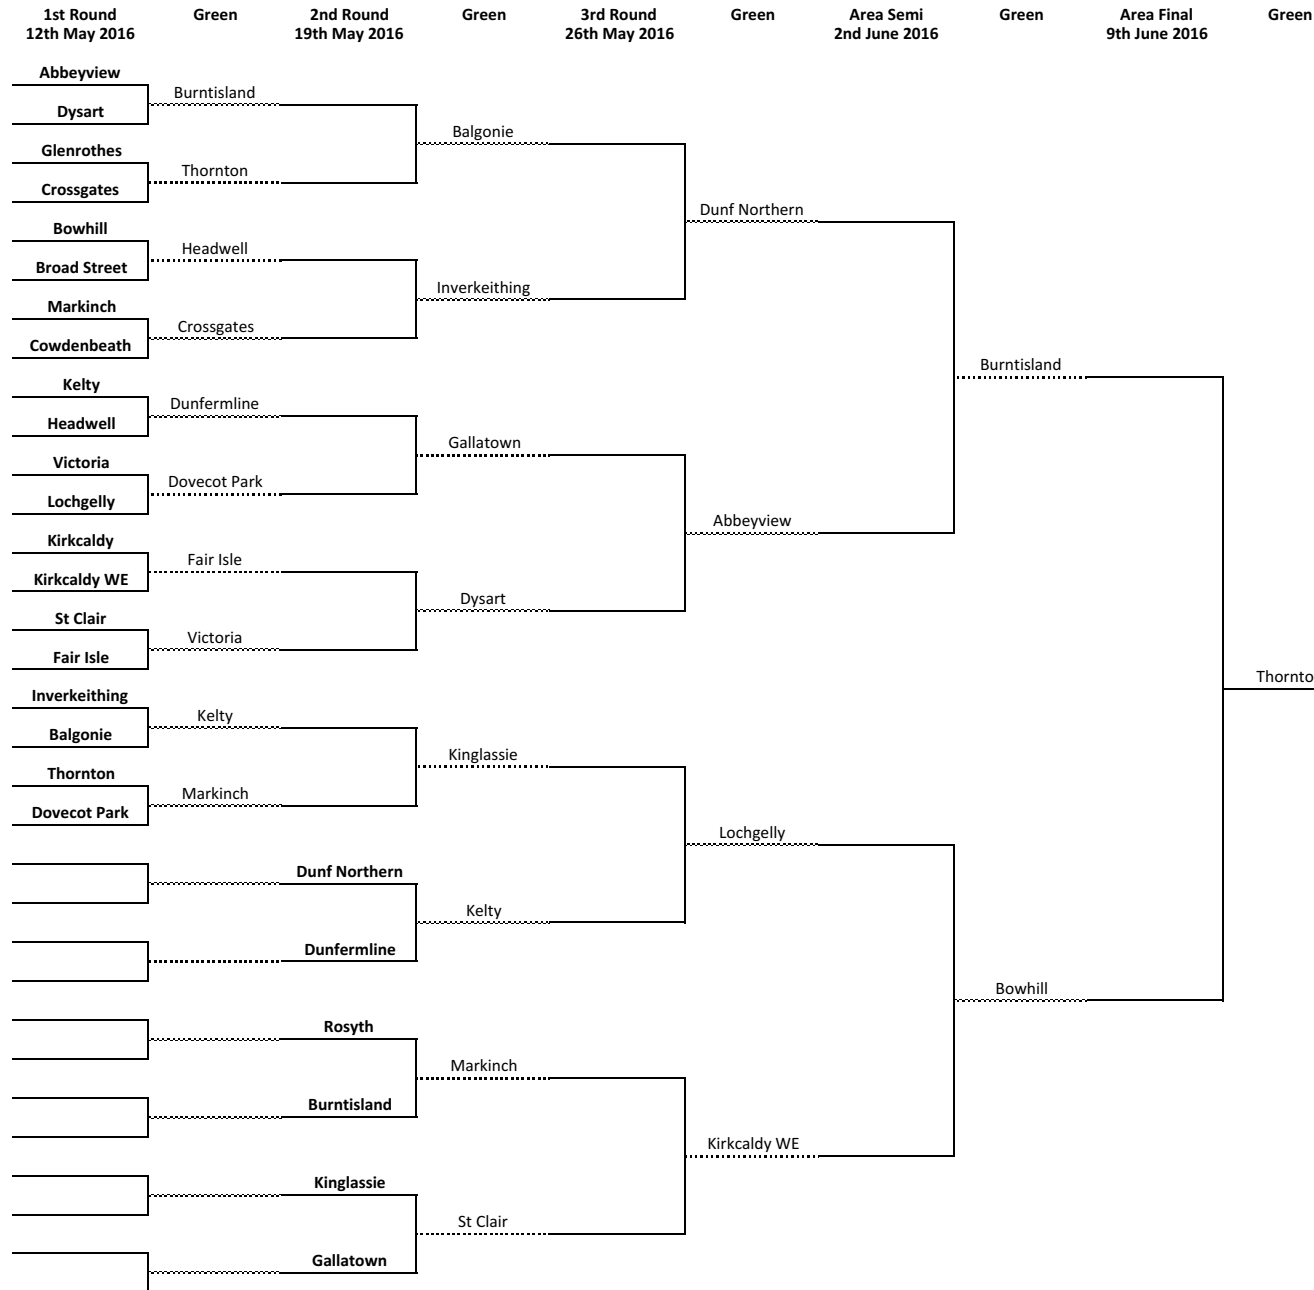 1st Round Green 2nd Round Green 3rd Round Green Area Semi Green Area Final Green
12th May 2016 19th May 2016 26th May 2016 2nd June 2016 9th June 2016
Abbeyview
Burntisland
Dysart
Balgonie
Glenrothes
Thornton
Crossgates
Dunf Northern
Bowhill
Headwell
Broad Street
Inverkeithing
Markinch
Crossgates
Cowdenbeath
Burntisland
Kelty
Dunfermline
Headwell
Gallatown
Victoria
Dovecot Park
Lochgelly
Abbeyview
Kirkcaldy
Fair Isle
Kirkcaldy WE
Dysart
St Clair
Victoria
Fair Isle
Thornto
Inverkeithing
Kelty
Balgonie
Kinglassie
Thornton
Markinch
Dovecot Park
Lochgelly
Dunf Northern
Kelty
Dunfermline
Bowhill
Rosyth
Markinch
Burntisland
Kirkcaldy WE
Kinglassie
St Clair
Gallatown